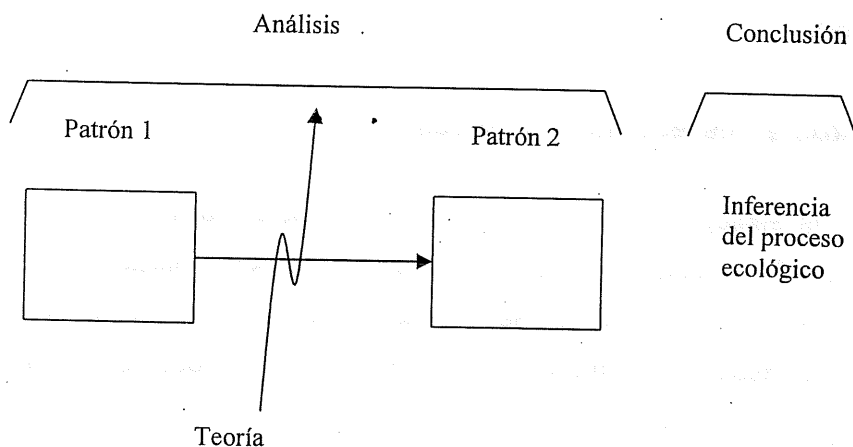 Análisis
Conclusión
Patrón 1
Patrón 2
Inferencia
del proceso
ecológico
Teoría